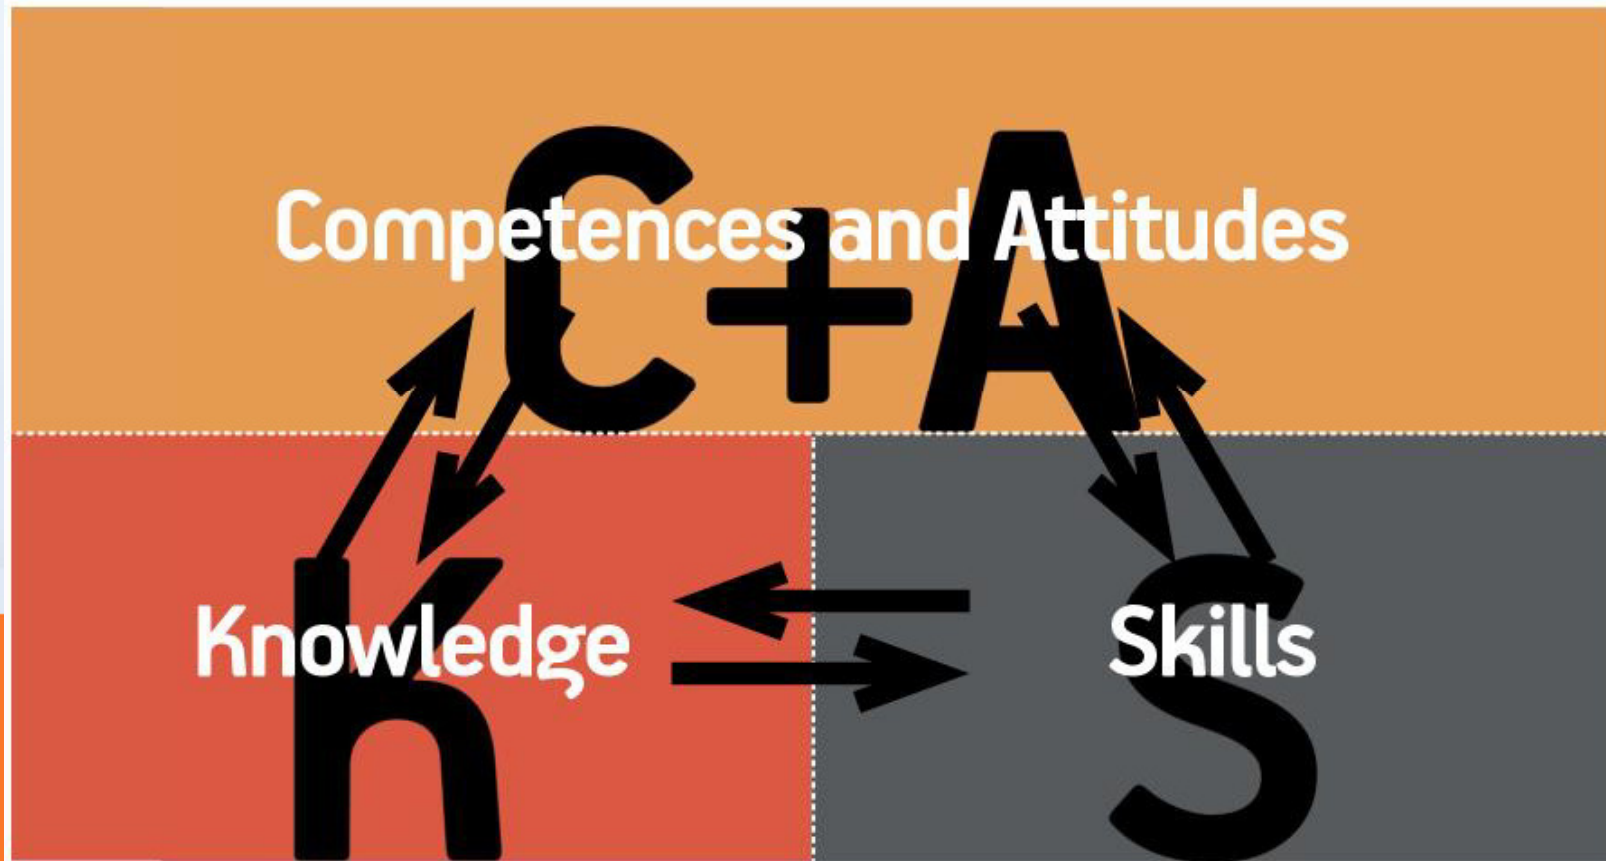 C+A
Competences and Attitudes
K
Knowledge
S
Skills